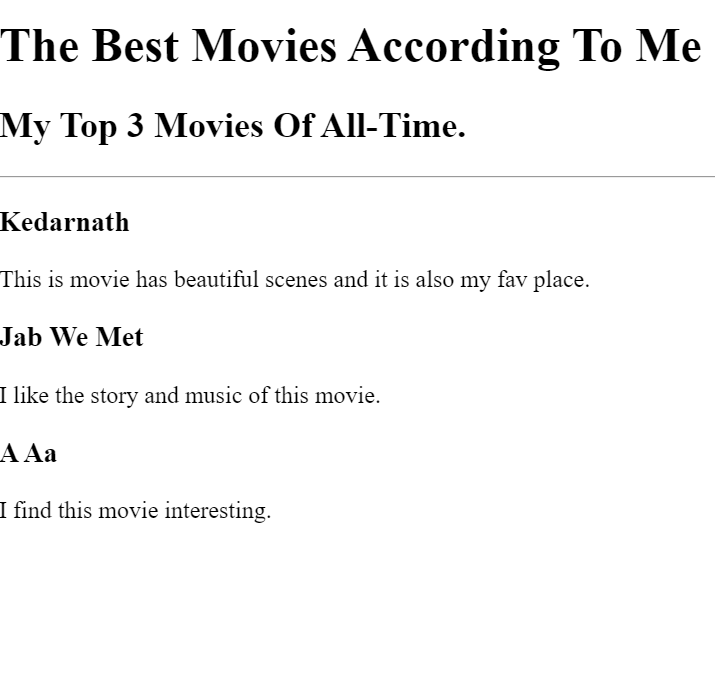 The Best Movies According To Me
My Top 3 Movies Of All-Time.
Kedarnath
This is movie has beautiful scenes and it is also my fav place.
Jab We Met
I like the story and music of this movie.
A Aa
I find this movie interesting.